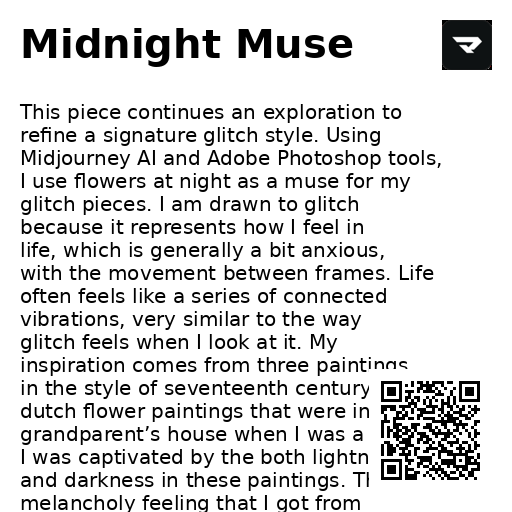 Midnight Muse
This piece continues an exploration to
refine a signature glitch style. Using
Midjourney AI and Adobe Photoshop tools,
I use flowers at night as a muse for my
glitch pieces. I am drawn to glitch
because it represents how I feel in
life, which is generally a bit anxious,
with the movement between frames. Life
often feels like a series of connected
vibrations, very similar to the way
glitch feels when I look at it. My
inspiration comes from three paintings
in the style of seventeenth century
dutch flower paintings that were in
grandparent’s house when I was a
I was captivated by the both
and darkness in these paintings.
melancholy feeling that I got from